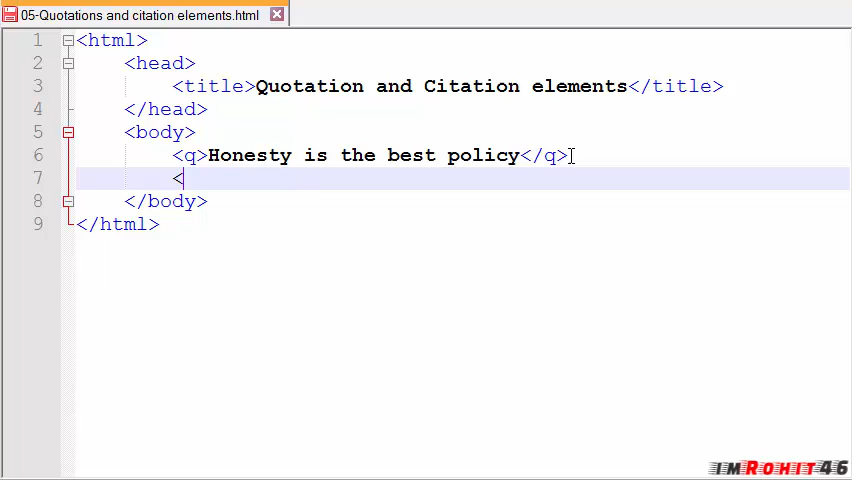 05-Quotations and citation elements.html
1 <html>
2 <head>
3 <title>Quotation and Citation elements</title>
4 </head>
5 <body>
6 <q>Honesty is the best policy</q>
7 <
8 </body>
9 </html>
imRohit46